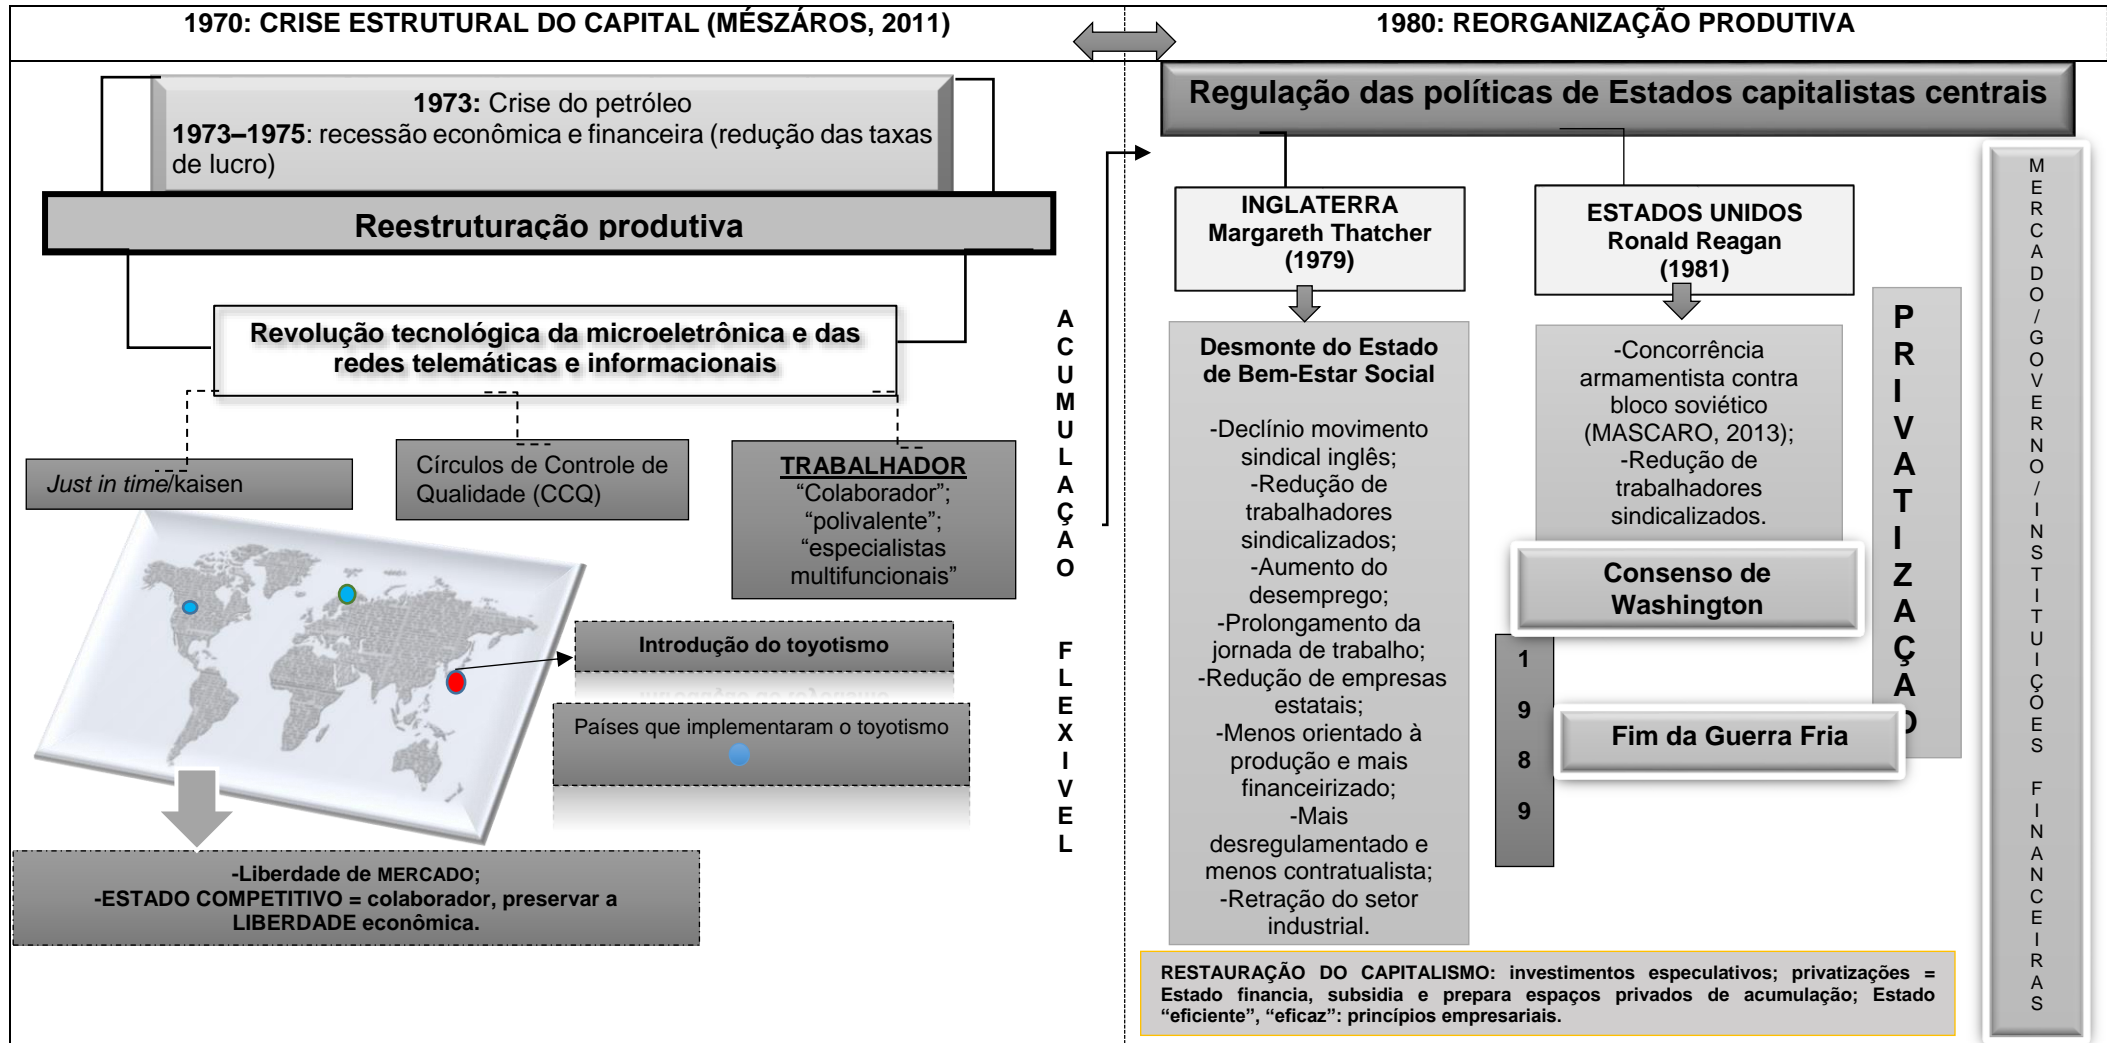 1970: CRISE ESTRUTURAL DO CAPITAL (MÉSZÁROS, 2011)
1973: Crise do petróleo
1973–1975: recessão econômica e financeira (redução das taxas
de lucro)
Reestruturação produtiva
Revolução tecnológica da microeletrônica e das
redes telemáticas e informacionais
Just in time/kaisen
Círculos de Controle de
Qualidade (CCQ)
TRABALHADOR
“Colaborador”;
“polivalente”;
“especialistas
multifuncionais”
Introdução do toyotismo
Países que implementaram o toyotismo
-Liberdade de MERCADO;
-ESTADO COMPETITIVO = colaborador, preservar a
LIBERDADE econômica.
ACUMULAÇAO FLEXIVEL
1980: REORGANIZAÇÃO PRODUTIVA
Regulação das políticas de Estados capitalistas centrais
INGLATERRA
Margareth Thatcher
(1979)
Desmonte do Estado
de Bem-Estar Social
-Declínio movimento
sindical inglês;
-Redução de
trabalhadores
sindicalizados;
-Aumento do
desemprego;
-Prolongamento da
jornada de trabalho;
-Redução de empresas
estatais;
-Menos orientado à
produção e mais
financeirizado;
-Mais
desregulamentado e
menos contratualista;
-Retração do setor
industrial.
ESTADOS UNIDOS
Ronald Reagan
(1981)
-Concorrência
armamentista contra
bloco soviético
(MASCARO, 2013);
-Redução de
trabalhadores
sindicalizados.
Consenso de
Washington
1989
Fim da Guerra Fria
PRIVATIZAÇÃO
MERCADO/GOVERNO/INSTITUIÇÕES FINANCEIRAS
RESTAURAÇÃO DO CAPITALISMO: investimentos especulativos; privatizações =
Estado financia, subsidia e prepara espaços privados de acumulação; Estado
“eficiente”, “eficaz”: princípios empresariais.